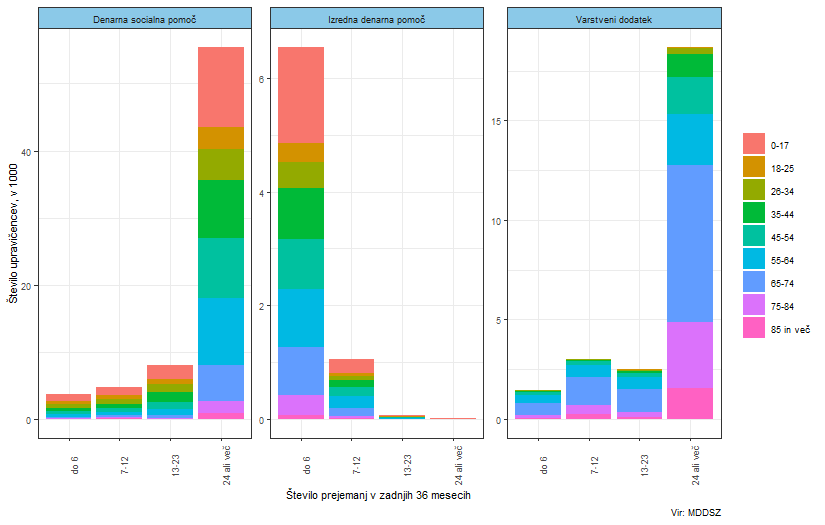 Denarna socialna pomoč
Izredna denarna pomoč
Varstveni dodatek
Število upravičencev, v 1000
40
20
0
6
4
2
0
15
10
5
0
do 6
7-12
13-23
24 ali več
do 6
7-12
13-23
24 ali več
do 6
7-12
13-23
24 ali več
Število prejemanj v zadnjih 36 mesecih
0-17
18-25
26-34
35-44
45-54
55-64
65-74
75-84
85 in več
Vir: MDDSZ